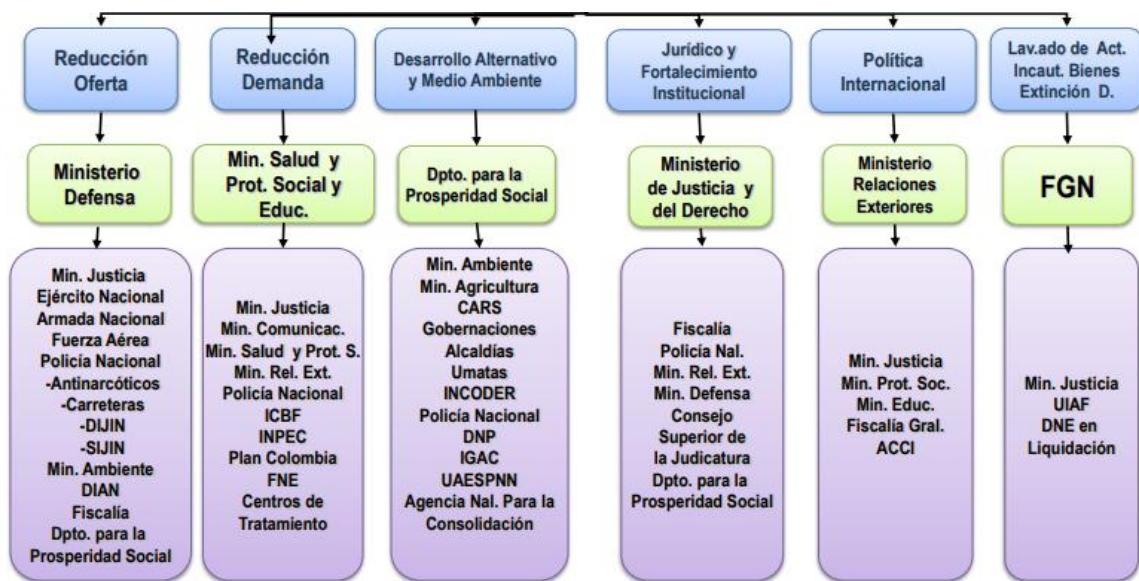 Reducción
Oferta
Ministerio
Defensa
Min. Justicia
Ejército Nacional
Armada Nacional
Fuerza Aérea
Policía Nacional
-Antinarcóticos
-Carreteras
-DIJIN
-SIJIN
Min. Ambiente
DIAN
Fiscalía
Dpto. para la
Prosperidad Social
Reducción
Demanda
Min. Salud y
Prot. Social y
Educ.
Min. Justicia
Min. Comunicac.
Min. Salud y Prot. S.
Min. Rel. Ext.
Policía Nacional
ICBF
INPEC
Plan Colombia
FNE
Centros de
Tratamiento
Desarrollo Alternativo
y Medio Ambiente
Dpto. para la
Prosperidad Social
Min. Ambiente
Min. Agricultura
CARS
Gobernaciones
Alcaldías
Umatas
INCODER
Policía Nacional
DNP
IGAC
UAESPNN
Agencia Nal. Para la
Consolidación
Jurídico y
Fortalecimiento
Institucional
Ministerio
de Justicia y
del Derecho
Fiscalía
Policía Nal.
Min. Rel. Ext.
Min. Defensa
Consejo
Superior de
la Judicatura
Dpto. para la
Prosperidad Social
Política
Internacional
Ministerio
Relaciones
Exteriores
Min. Justicia
Min. Prot. Soc.
Min. Educ.
Fiscalía Gral.
ACCI
Lav.ado de Act.
Incaut. Bienes
Extinción D.
FGN
Min. Justicia
UIAF
DNE en
Liquidación